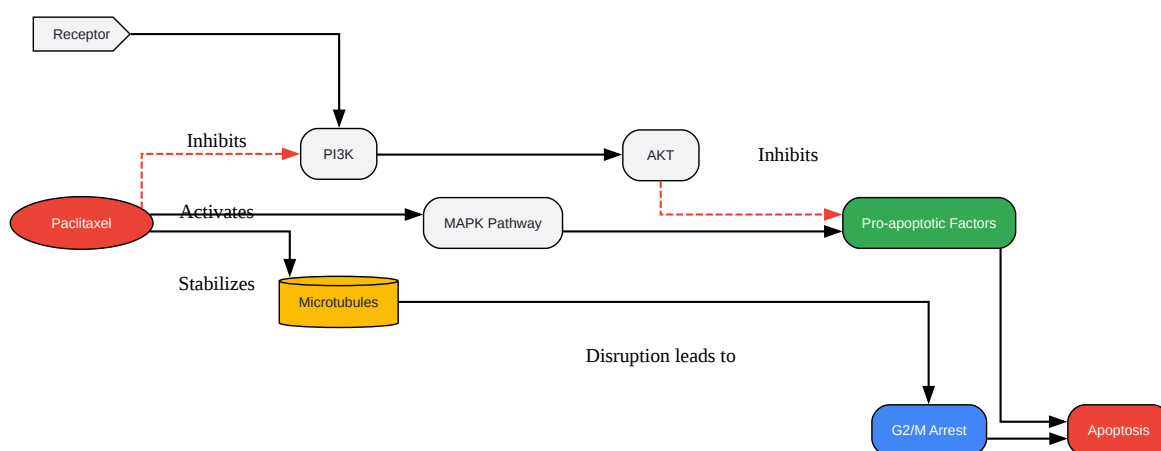 Receptor
Inhibits
PI3K
AKT
Inhibits
Paclitaxel
Activates
MAPK Pathway
Pro-apoptotic Factors
Stabilizes
Microtubules
Disruption leads to
G2/M Arrest
Apoptosis